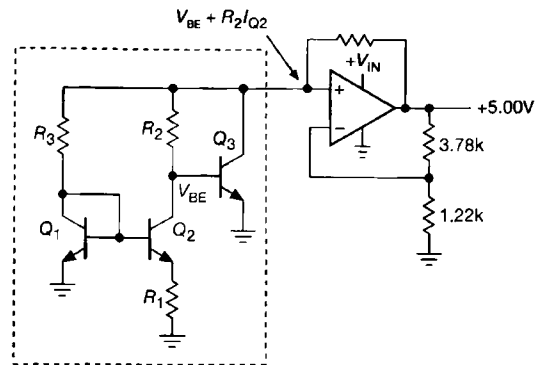 V_BE + R_2I_Q2
+V_IN
R_3
R_2
Q_3
+
−
+5.00V
3.78k
V_BE
Q_1
Q_2
1.22k
R_1